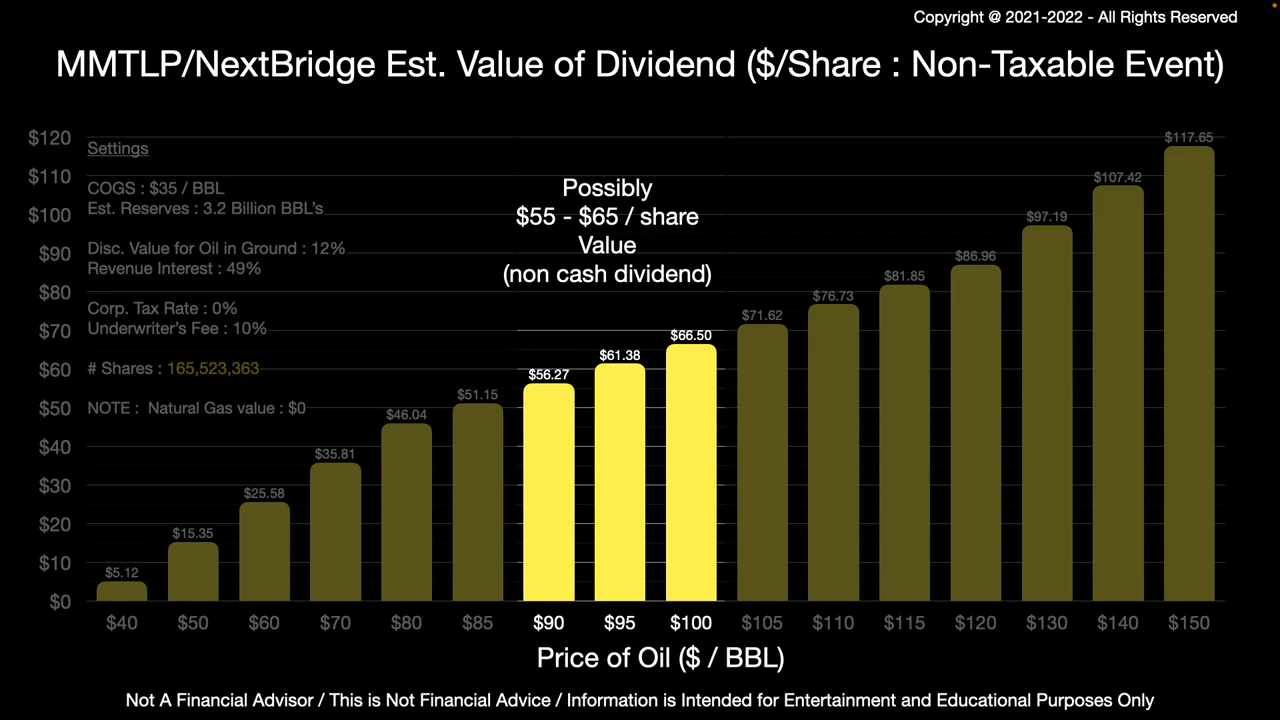 Copyright @ 2021-2022 - All Rights Reserved
MMTLP/NextBridge Est. Value of Dividend ($/Share : Non-Taxable Event)
$120
$110
$100
$90
$80
$70
$60
$50
$40
$30
$20
$10
$0
Settings
COGS : $35 / BBL
Est. Reserves : 3.2 Billion BBL's
Disc. Value for Oil in Ground : 12%
Revenue Interest : 49%
Corp. Tax Rate : 0%
Underwriter's Fee : 10%
# Shares : 165,523,363
NOTE : Natural Gas value : $0
Possibly
$55 - $65 / share
Value
(non cash dividend)
$5.12
$15.35
$25.58
$35.81
$46.04
$51.15
$56.27
$61.38
$66.50
$71.62
$76.73
$81.85
$86.96
$97.19
$107.42
$117.65
$40 $50 $60 $70 $80 $85 $90 $95 $100 $105 $110 $115 $120 $130 $140 $150
Price of Oil ($ / BBL)
Not A Financial Advisor / This is Not Financial Advice / Information is Intended for Entertainment and Educational Purposes Only